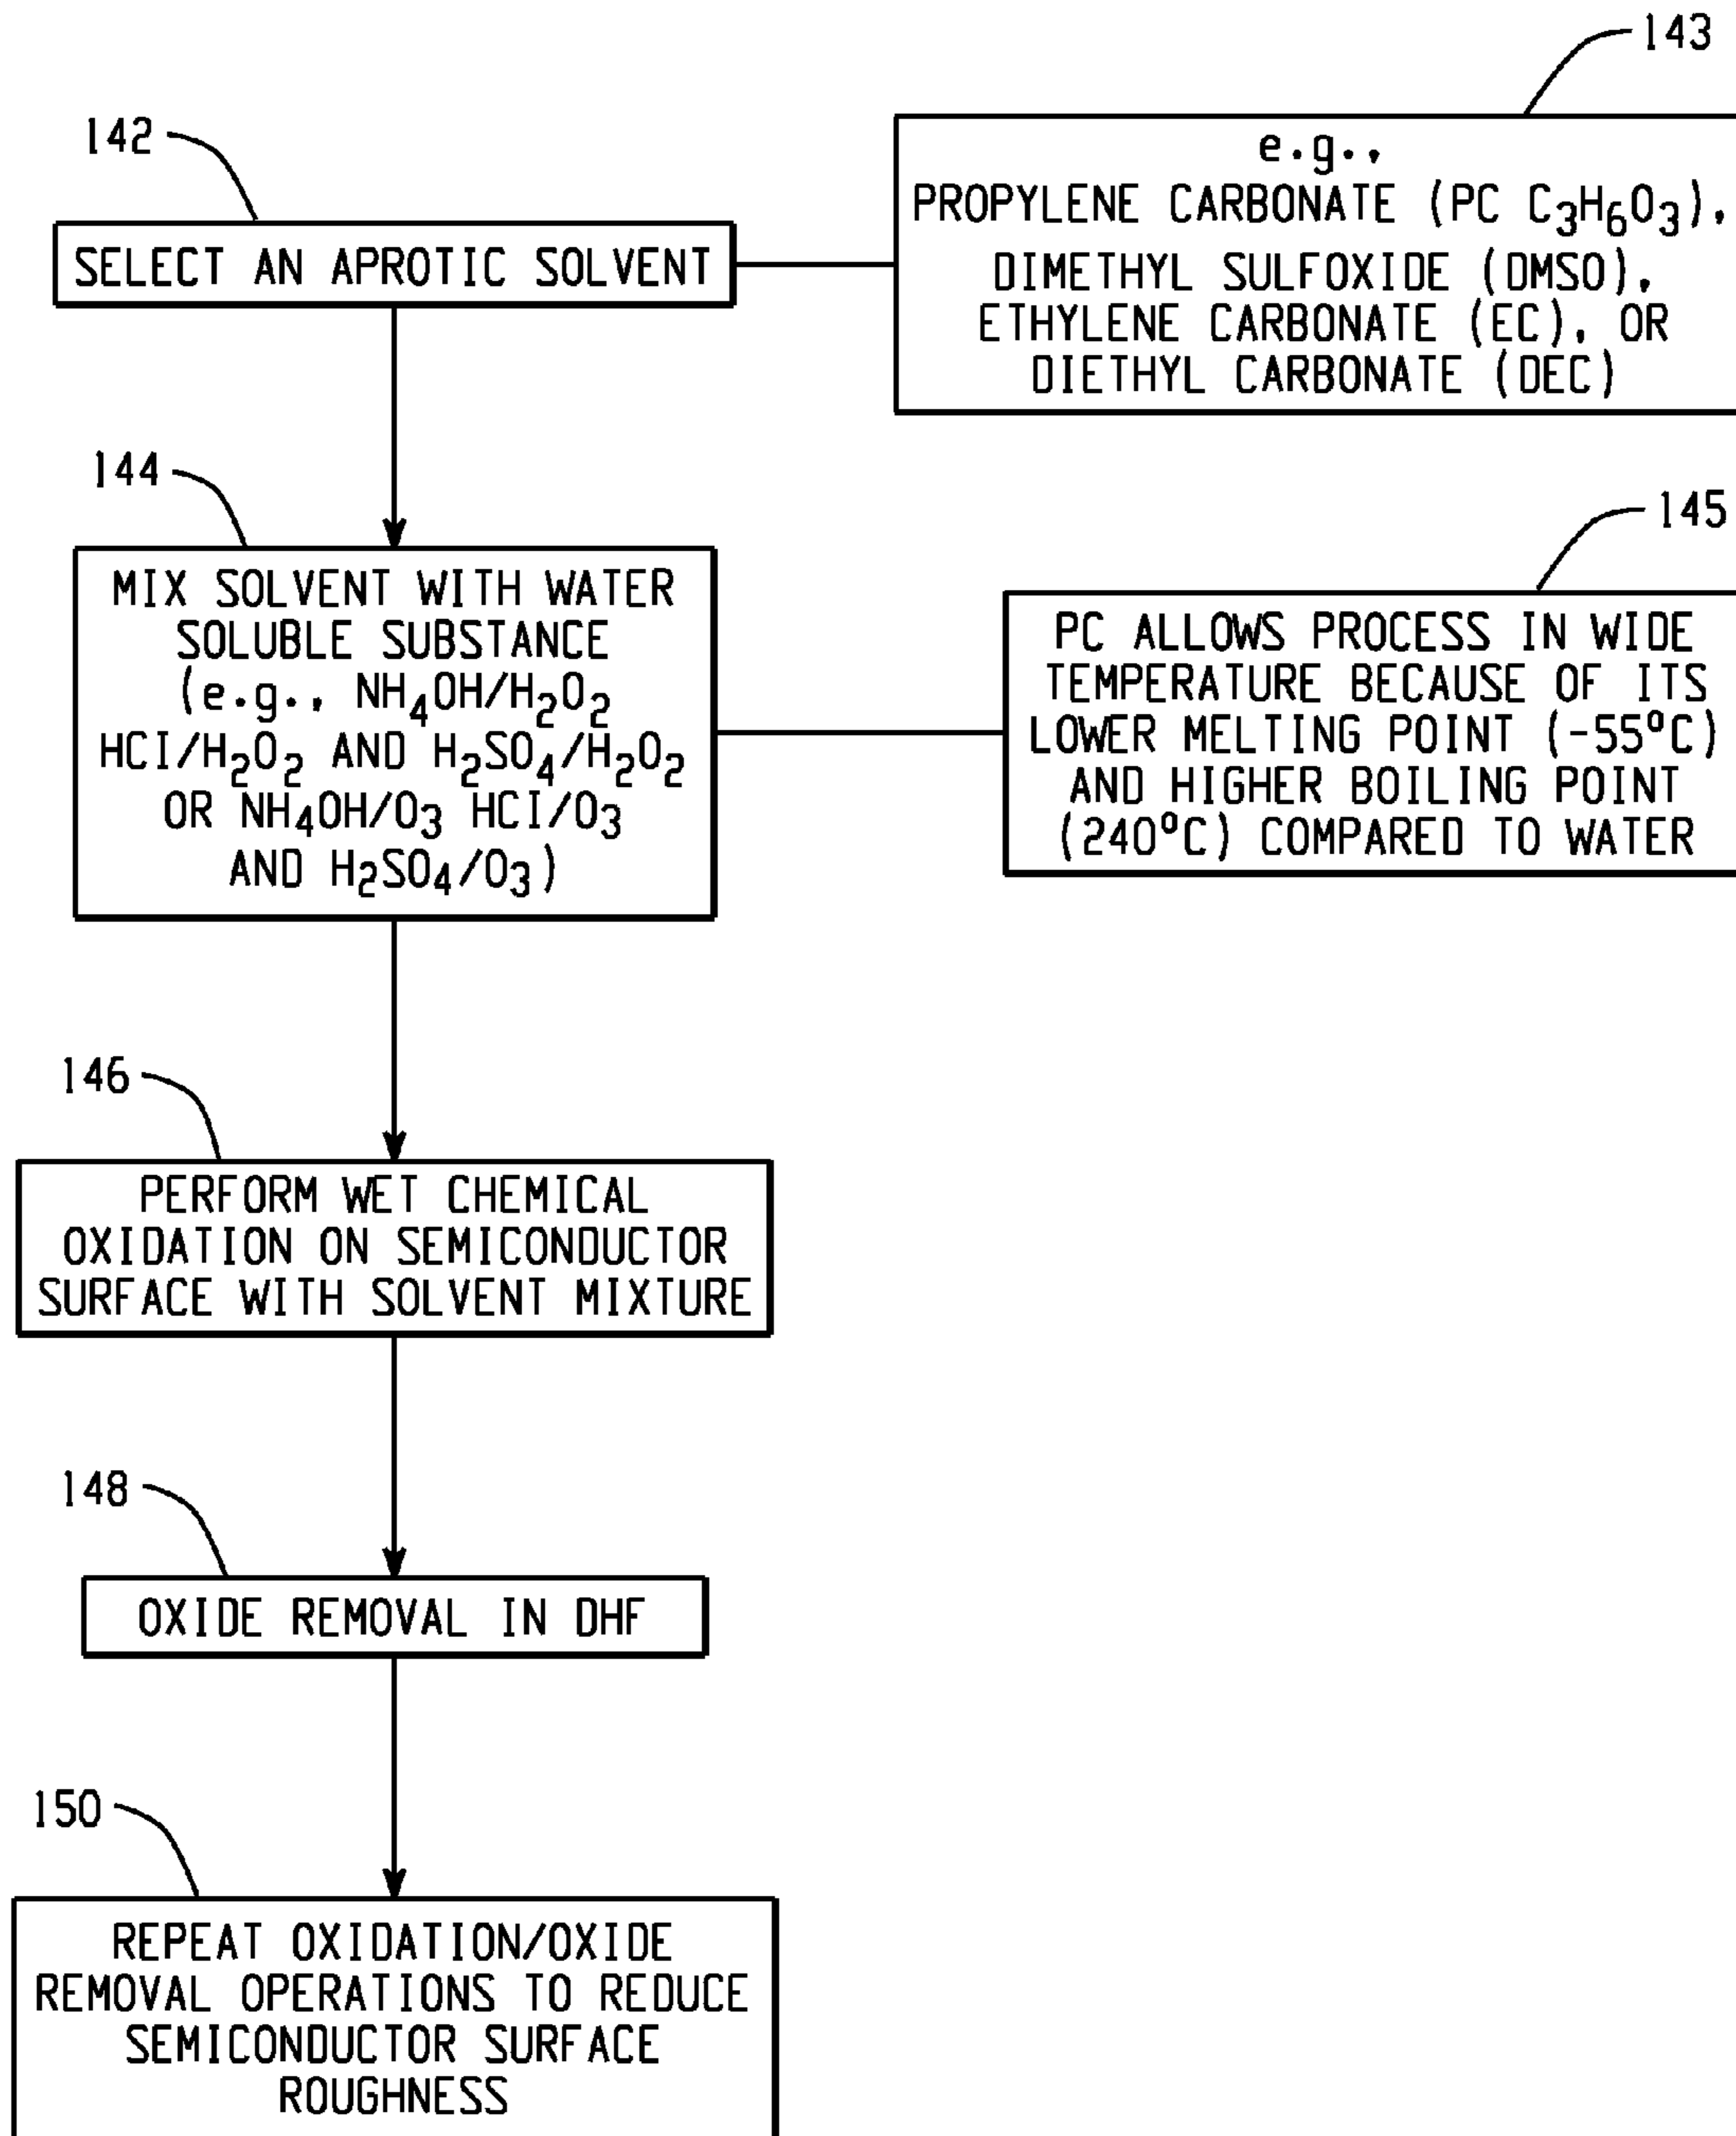 143
142
e.g.,
PROPYLENE CARBONATE (PC C₃H₆O₃),
DIMETHYL SULFOXIDE (DMSO),
ETHYLENE CARBONATE (EC), OR
DIETHYL CARBONATE (DEC)
SELECT AN APROTIC SOLVENT
144
145
MIX SOLVENT WITH WATER
SOLUBLE SUBSTANCE
(e.g., NH₄OH/H₂O₂
HCI/H₂O₂ AND H₂SO₄/H₂O₂
OR NH₄OH/O₃ HCI/O₃
AND H₂SO₄/O₃)
PC ALLOWS PROCESS IN WIDE
TEMPERATURE BECAUSE OF ITS
LOWER MELTING POINT (-55°C)
AND HIGHER BOILING POINT
(240°C) COMPARED TO WATER
146
PERFORM WET CHEMICAL
OXIDATION ON SEMICONDUCTOR
SURFACE WITH SOLVENT MIXTURE
148
OXIDE REMOVAL IN DHF
150
REPEAT OXIDATION/OXIDE
REMOVAL OPERATIONS TO REDUCE
SEMICONDUCTOR SURFACE
ROUGHNESS